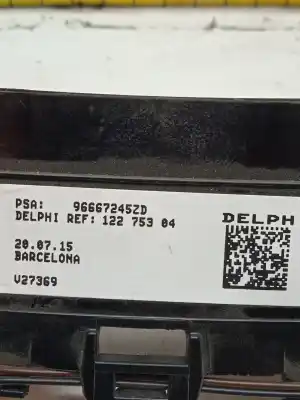 PSA: 96667245ZD
DELPHI REF: 122 753 04
DELPH
20.07.15
BARCELONA
V27369